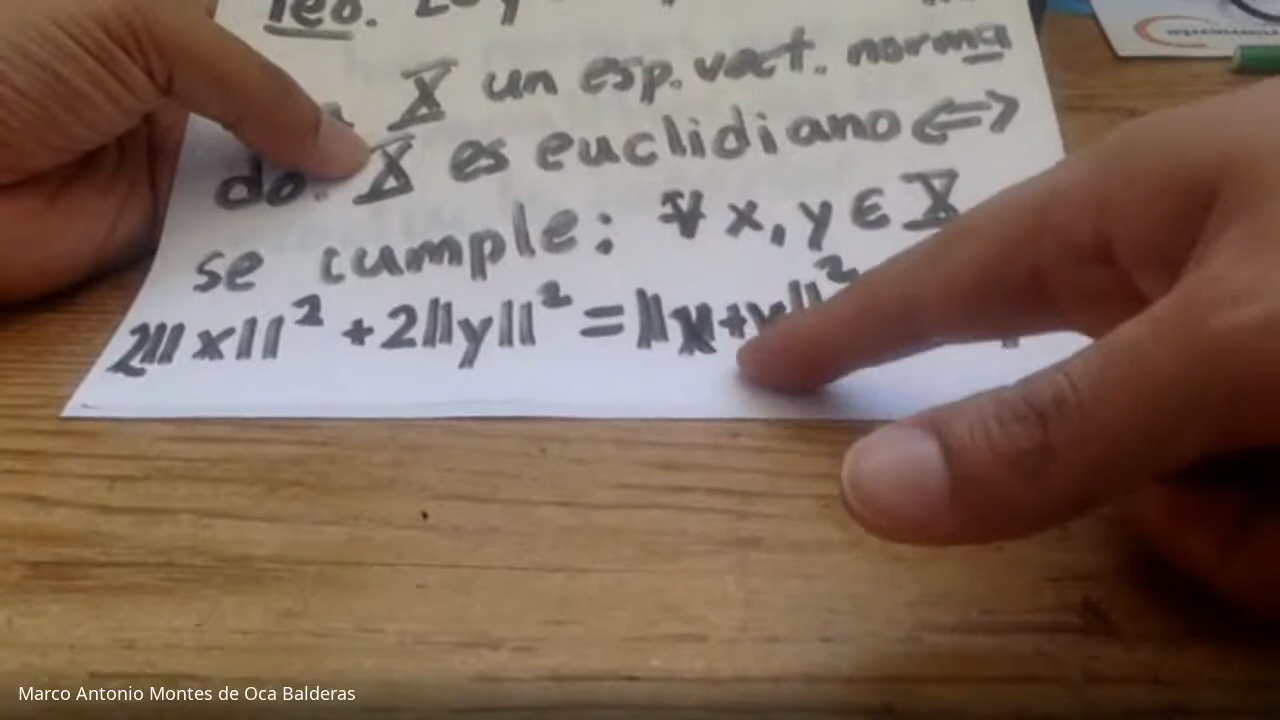 Teo.
X un esp. vect. norma
do. X es euclidiano <=>
se cumple: ∀ x, y ∈ X
2||x||² + 2||y||² = ||x+y||²
Marco Antonio Montes de Oca Balderas